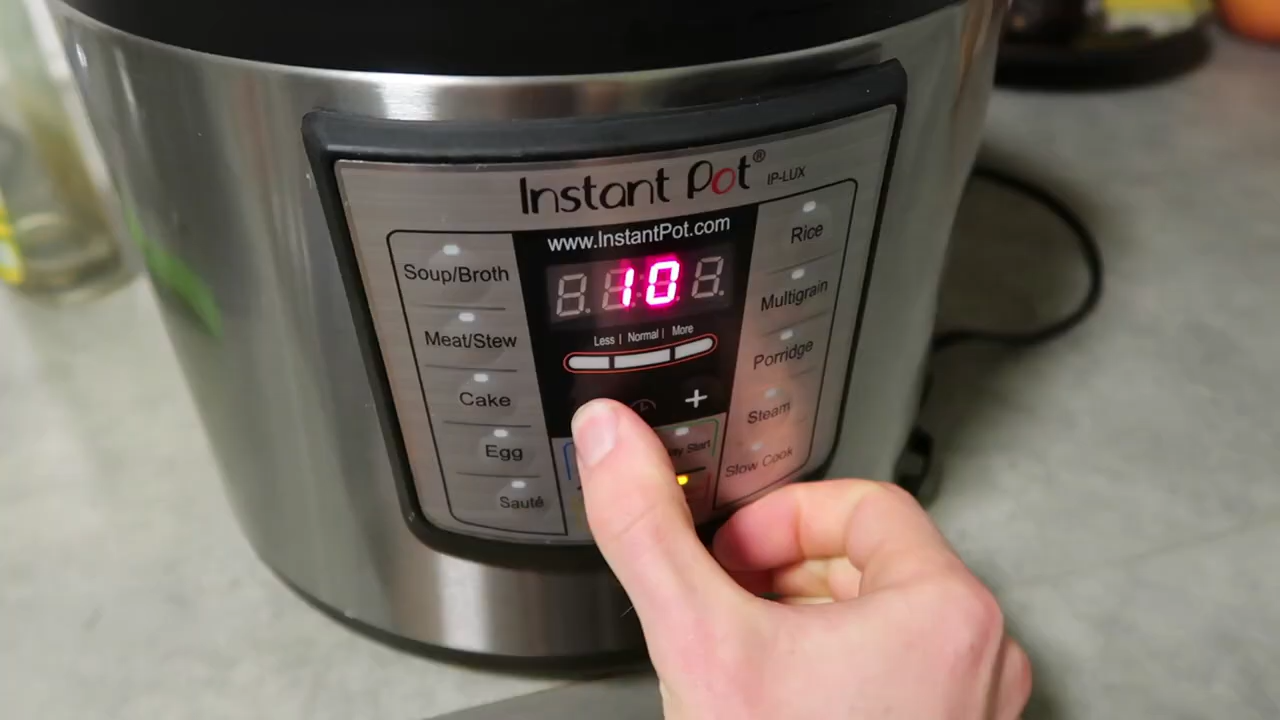 Instant Pot® IP-LUX
www.InstantPot.com
10
Less | Normal | More
+
Soup/Broth
Meat/Stew
Cake
Egg
Sauté
Rice
Multigrain
Porridge
Steam
Slow Cook
Start